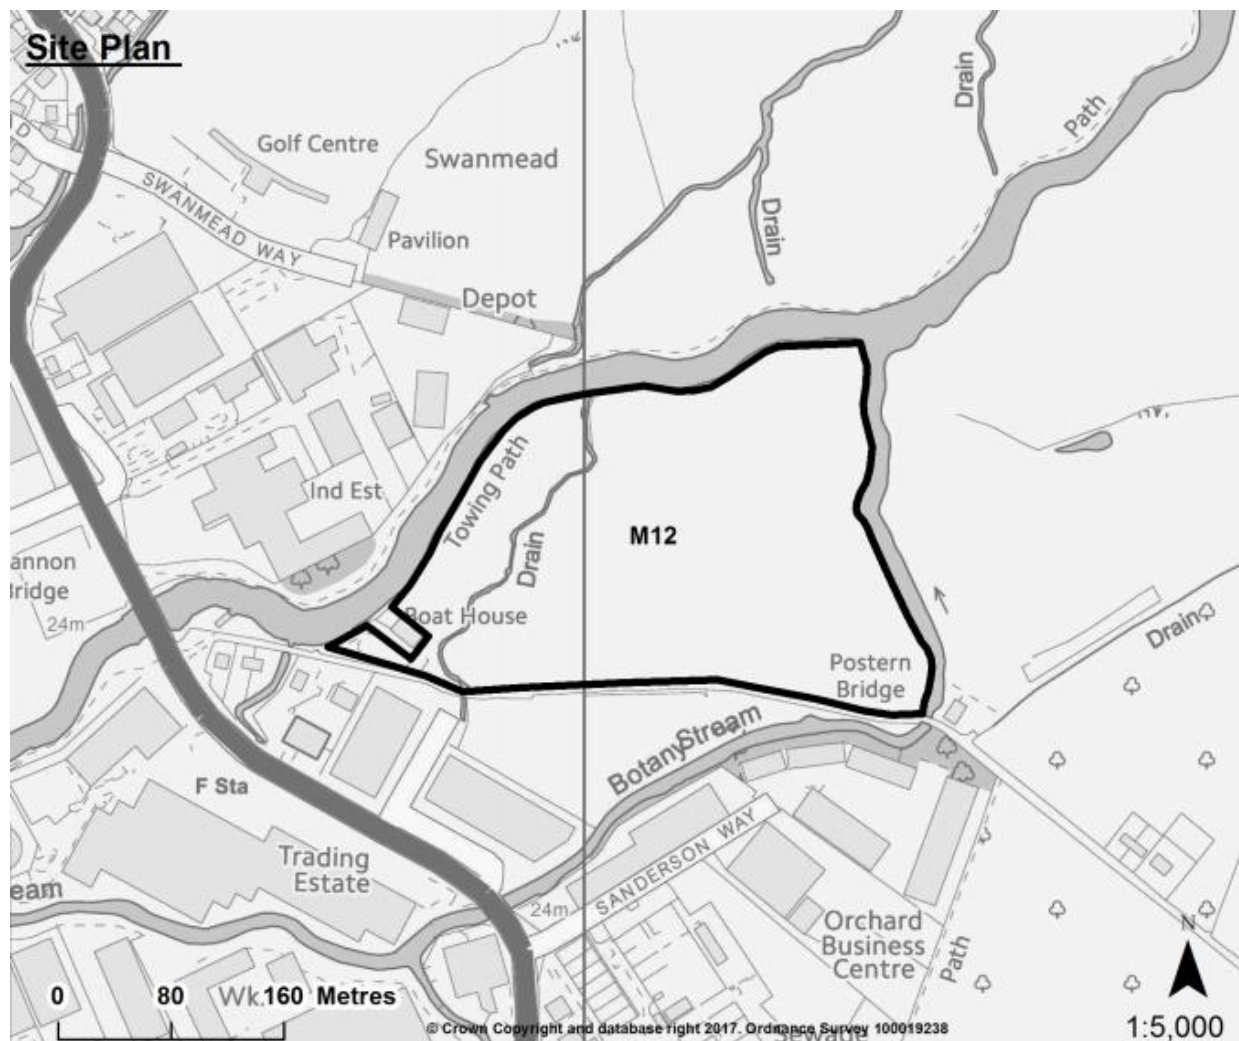 Site Plan
Drain
Path
Golf Centre
Swanmead
D
SWANMEAD WAY
Drain
Pavilion
Depot
Towing Path
Ind Est
M12
Drain
annon
ridge
24m
Boat House
Drain
Postern
Bridge
Botany Stream
F Sta
SANDERSON WAY
Trading
Estate
eam
24m
Orchard
Business
Centre
Path
N
0 80 Wk. 160 Metres
1:5,000
© Crown Copyright and database right 2017. Ordnance Survey 100019238
Sewage